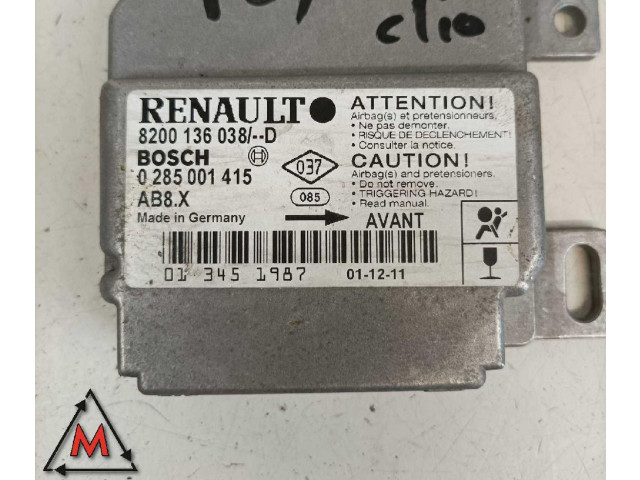 clio
RENAULT
ATTENTION!
Airbag(s) et pretensionneurs.
• Ne pas demonter.
• RISQUE DE DECLENCHEMENT!
• Consulter la notice.
8200 136 038/--D
BOSCH
0 285 001 415
AB8.X
Made in Germany
037
085
CAUTION!
Airbag(s) and pretensioners.
• Do not remove.
• TRIGGERING HAZARD!
• Read manual.
AVANT
01 345 1987
01-12-11
M